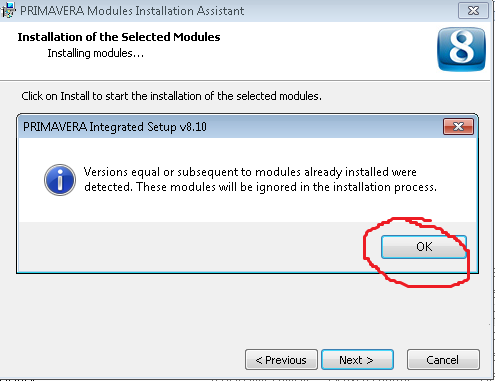 PRIMAVERA Modules Installation Assistant
Installation of the Selected Modules
Installing modules...
8
Click on Install to start the installation of the selected modules.
PRIMAVERA Integrated Setup v8.10
Versions equal or subsequent to modules already installed were
detected. These modules will be ignored in the installation process.
OK
< Previous Next > Cancel